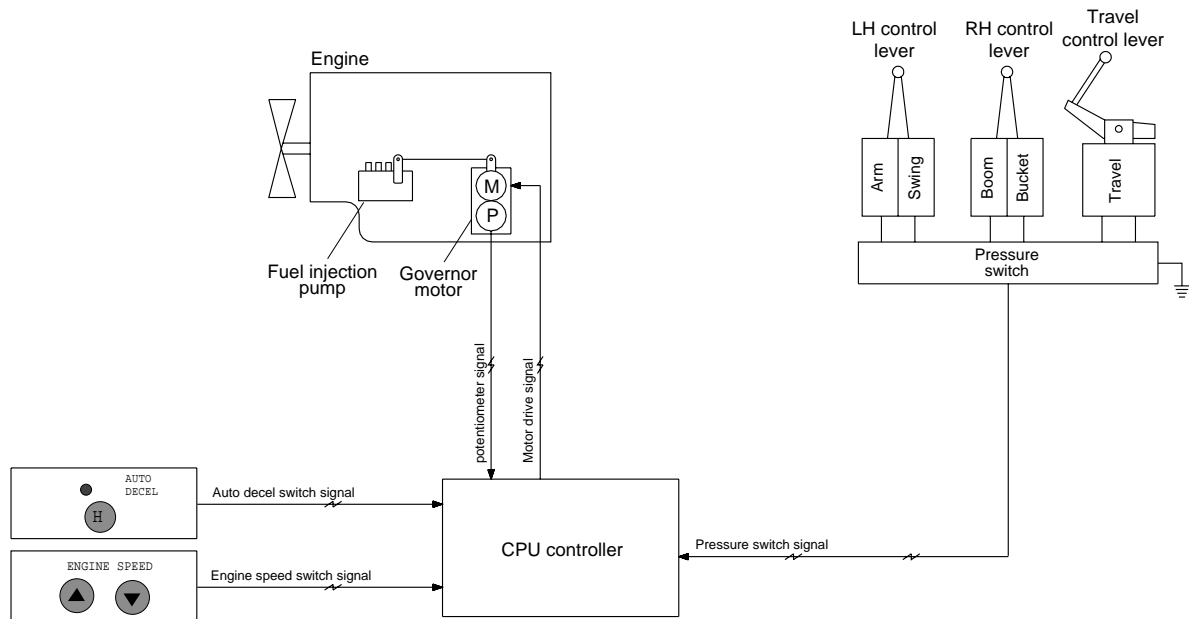 Travel
control lever
LH control
lever
RH control
lever
Engine
Arm
Swing
Boom
Bucket
Travel
M
P
Pressure
switch
Fuel injection
pump
Governor
motor
potentiometer signal
Motor drive signal
AUTO
DECEL
H
Auto decel switch signal
CPU controller
Pressure switch signal
ENGINE SPEED
Engine speed switch signal